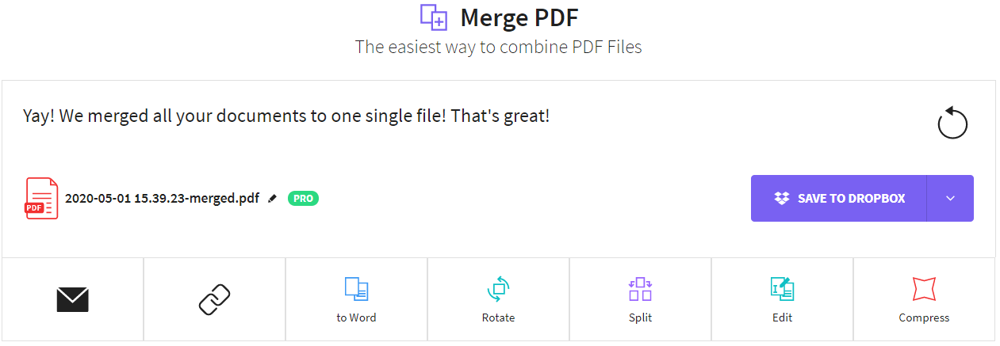 Merge PDF
The easiest way to combine PDF Files
Yay! We merged all your documents to one single file! That's great!
PDF
2020-05-01 15.39.23-merged.pdf
PRO
SAVE TO DROPBOX
to Word
Rotate
Split
Edit
Compress